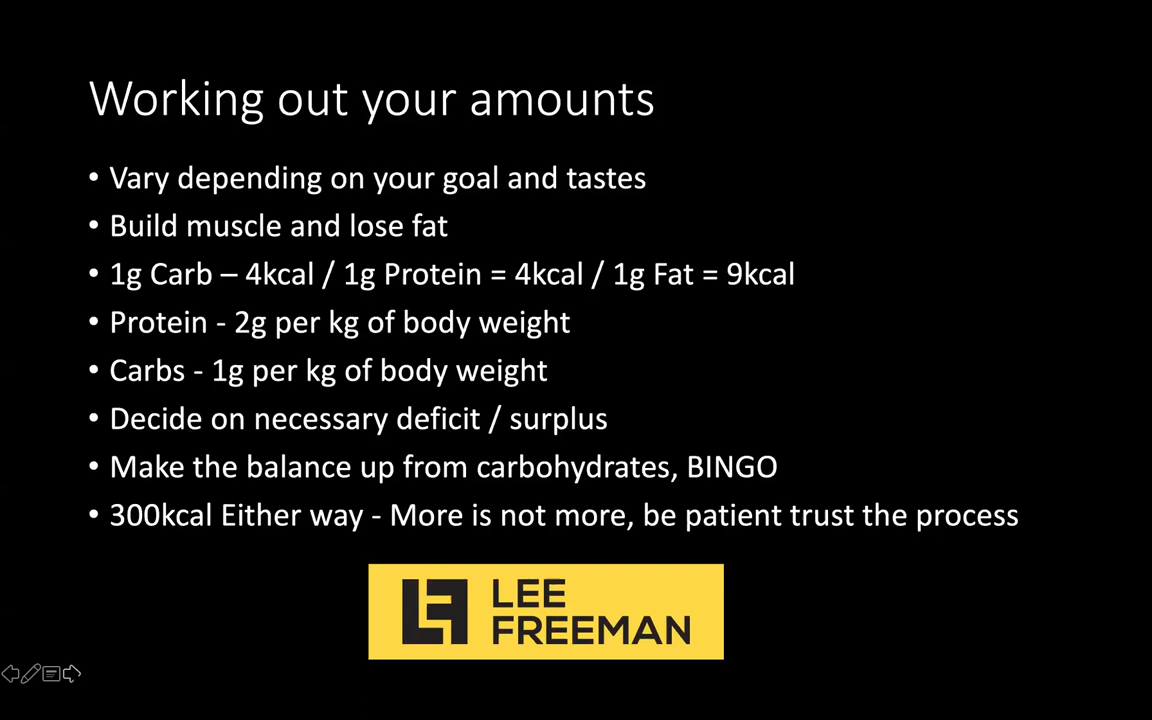 Working out your amounts
• Vary depending on your goal and tastes
• Build muscle and lose fat
• 1g Carb – 4kcal / 1g Protein = 4kcal / 1g Fat = 9kcal
• Protein - 2g per kg of body weight
• Carbs - 1g per kg of body weight
• Decide on necessary deficit / surplus
• Make the balance up from carbohydrates, BINGO
• 300kcal Either way - More is not more, be patient trust the process
LEE
FREEMAN